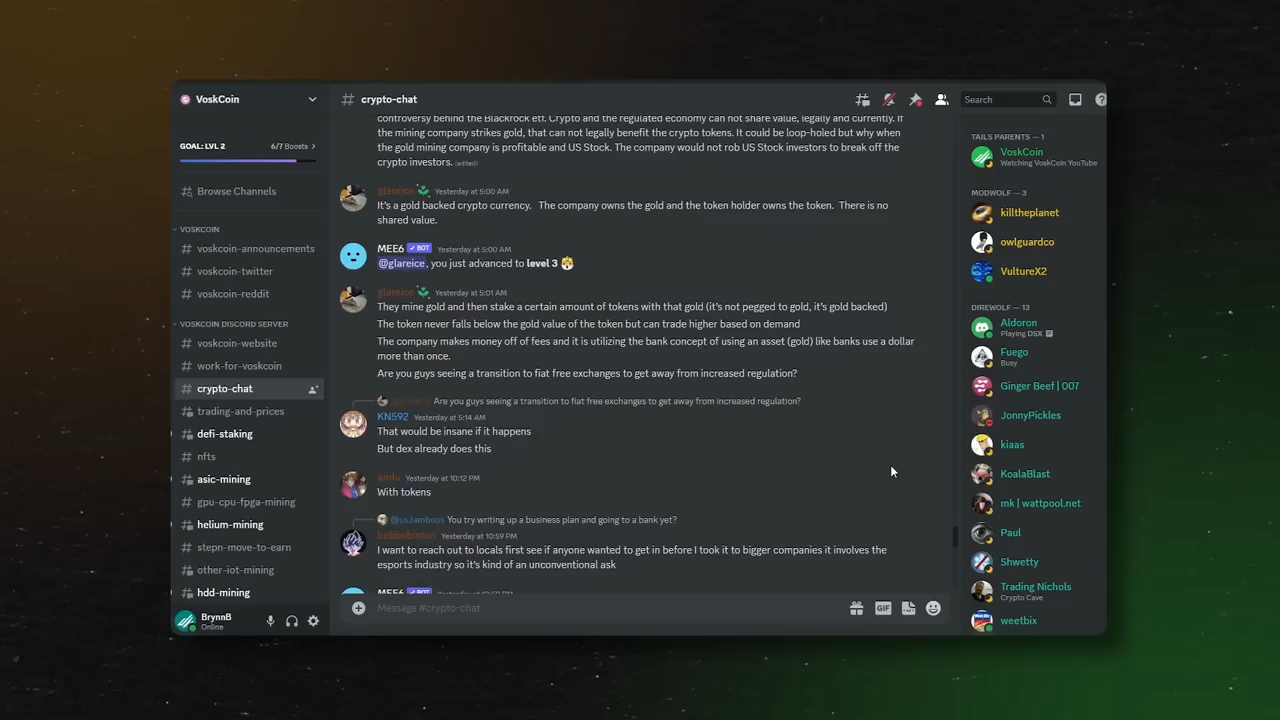 VoskCoin
GOAL: LVL 2
6/7 Boosts
Browse Channels
VOSKCOIN
voskcoin-announcements
voskcoin-twitter
voskcoin-reddit
VOSKCOIN DISCORD SERVER
voskcoin-website
work-for-voskcoin
crypto-chat
trading-and-prices
defi-staking
nfts
asic-mining
gpu-cpu-fpga-mining
helium-mining
stepn-move-to-earn
other-iot-mining
hdd-mining
BrynnB
Online
crypto-chat
Search
controversy behind the Blackrock etf. Crypto and the regulated economy can not share value, legally and currently. If
the mining company strikes gold, that can not legally benefit the crypto tokens. It could be loop-holed but why when
the gold mining company is profitable and US Stock. The company would not rob US Stock investors to break off the
crypto investors. (edited)
glareice Yesterday at 5:00 AM
It's a gold backed crypto currency. The company owns the gold and the token holder owns the token. There is no
shared value.
MEE6 ✓ BOT Yesterday at 5:00 AM
@glareice, you just advanced to level 3
glareice Yesterday at 5:01 AM
They mine gold and then stake a certain amount of tokens with that gold (it's not pegged to gold, it's gold backed)
The token never falls below the gold value of the token but can trade higher based on demand
The company makes money off of fees and it is utilizing the bank concept of using an asset (gold) like banks use a dollar
more than once.
Are you guys seeing a transition to fiat free exchanges to get away from increased regulation?
Are you guys seeing a transition to fiat free exchanges to get away from increased regulation?
KN592 Yesterday at 5:14 AM
That would be insane if it happens
But dex already does this
andu Yesterday at 10:12 PM
With tokens
@usJambous You try writing up a business plan and going to a bank yet?
bobbobinton Yesterday at 10:59 PM
I want to reach out to locals first see if anyone wanted to get in before I took it to bigger companies it involves the
esports industry so it's kind of an unconventional ask
MEE6 BOT Yesterday at
Message #crypto-chat
GIF
TAILS PARENTS — 1
VoskCoin
Watching VoskCoin YouTube
MODWOLF — 3
killtheplanet
owlguardco
VultureX2
DIREWOLF — 13
Aldoron
Playing DSX
Fuego
Busy
Ginger Beef | 007
JonnyPickles
kiaas
KoalaBlast
mk | wattpool.net
Paul
Shwetty
Trading Nichols
Crypto Cave
weetbix